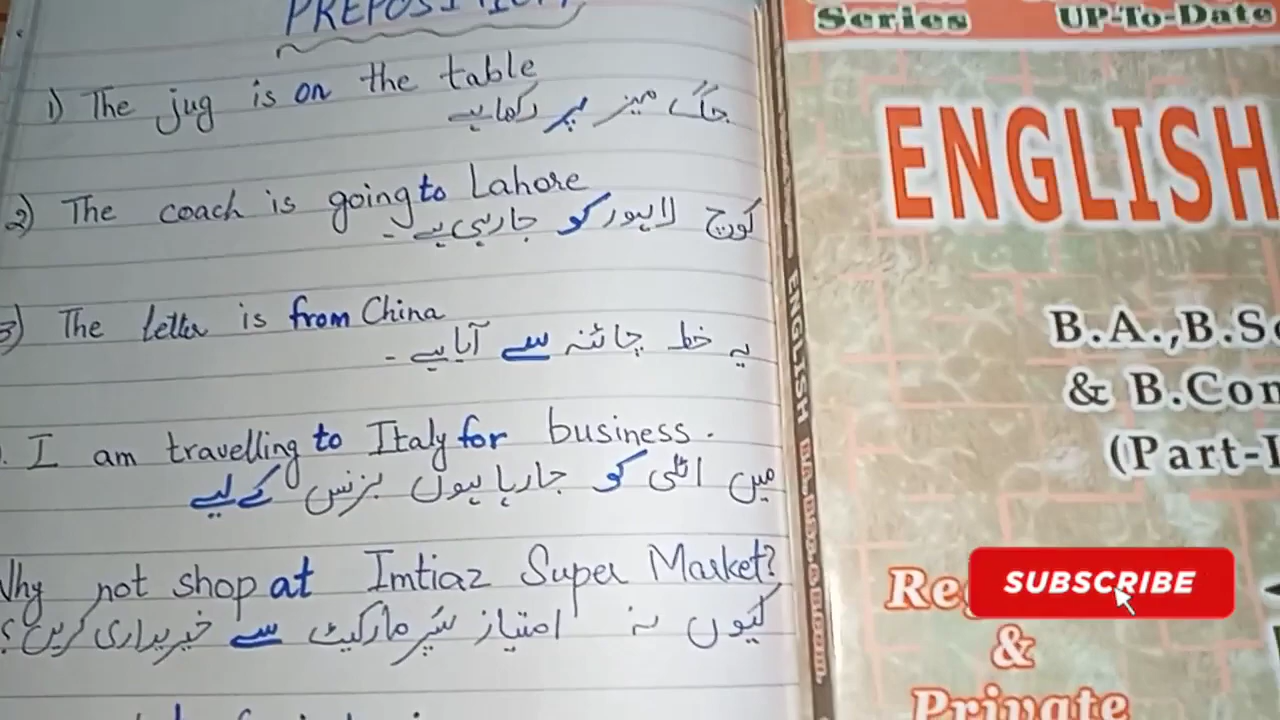 PREPOSITION
1) The jug is on the table
جگ میز پر رکھا ہے
2) The coach is going to Lahore
کوچ لاہور کو جارہی ہے ۔
3) The letter is from China
یہ خط چائنہ سے آیا ہے ۔
. I am travelling to Italy for business .
میں اٹلی کو جارہا ہوں بزنس کے لیے
Why not shop at Imtiaz Super Market?
کیوں نہ امتیاز سُپر مارکیٹ سے خریداری کریں؟
Series UP-To-Date
ENGLISH
B.A.,B.Sc
& B.Com
(Part-I
Reg
&
Private
SUBSCRIBE
ENGLISH